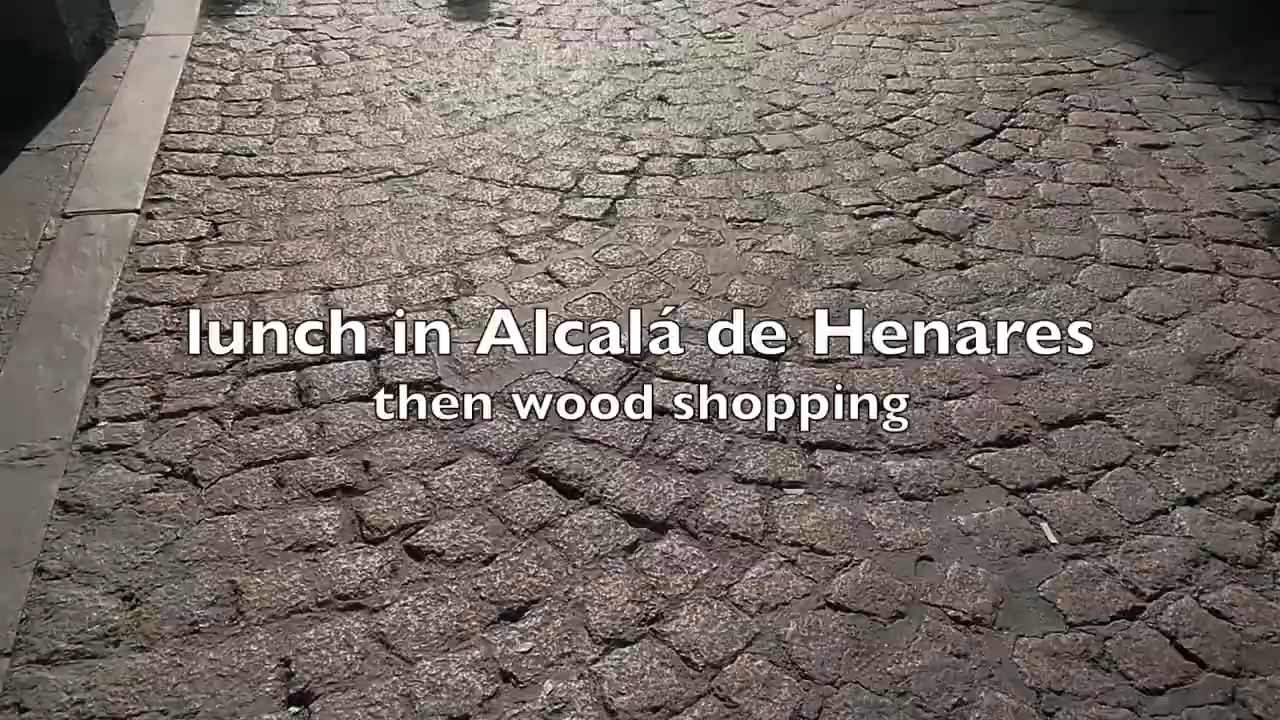 lunch in Alcalá de Henares
then wood shopping